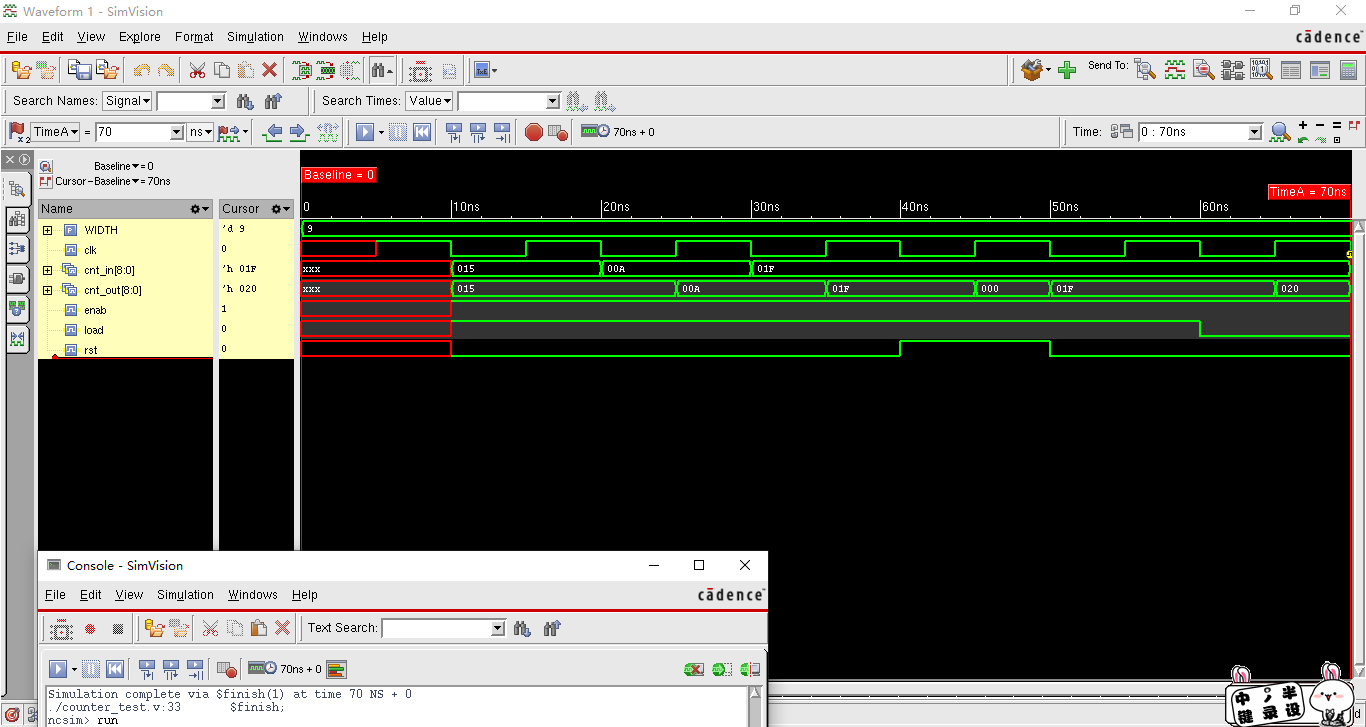 Waveform 1 - SimVision
File Edit View Explore Format Simulation Windows Help
cādence
Send To:
Search Names: Signal Search Times: Value
x2 TimeA = 70 ns 70ns + 0 Time: 0 : 70ns
Baseline = 0
Cursor-Baseline = 70ns
Baseline = 0
TimeA = 70ns
Name Cursor 0 10ns 20ns 30ns 40ns 50ns 60ns
WIDTH 'd 9 9
clk 0
cnt_in[8:0] 'h 01F xxx 015 00A 01F
cnt_out[8:0] 'h 020 xxx 015 00A 01F 000 01F 020
enab 1
load 0
rst 0
Console - SimVision
File Edit View Simulation Windows Help
cādence
Text Search:
70ns + 0
Simulation complete via $finish(1) at time 70 NS + 0
./counter_test.v:33 $finish;
ncsim> run
中 半
键 录 设